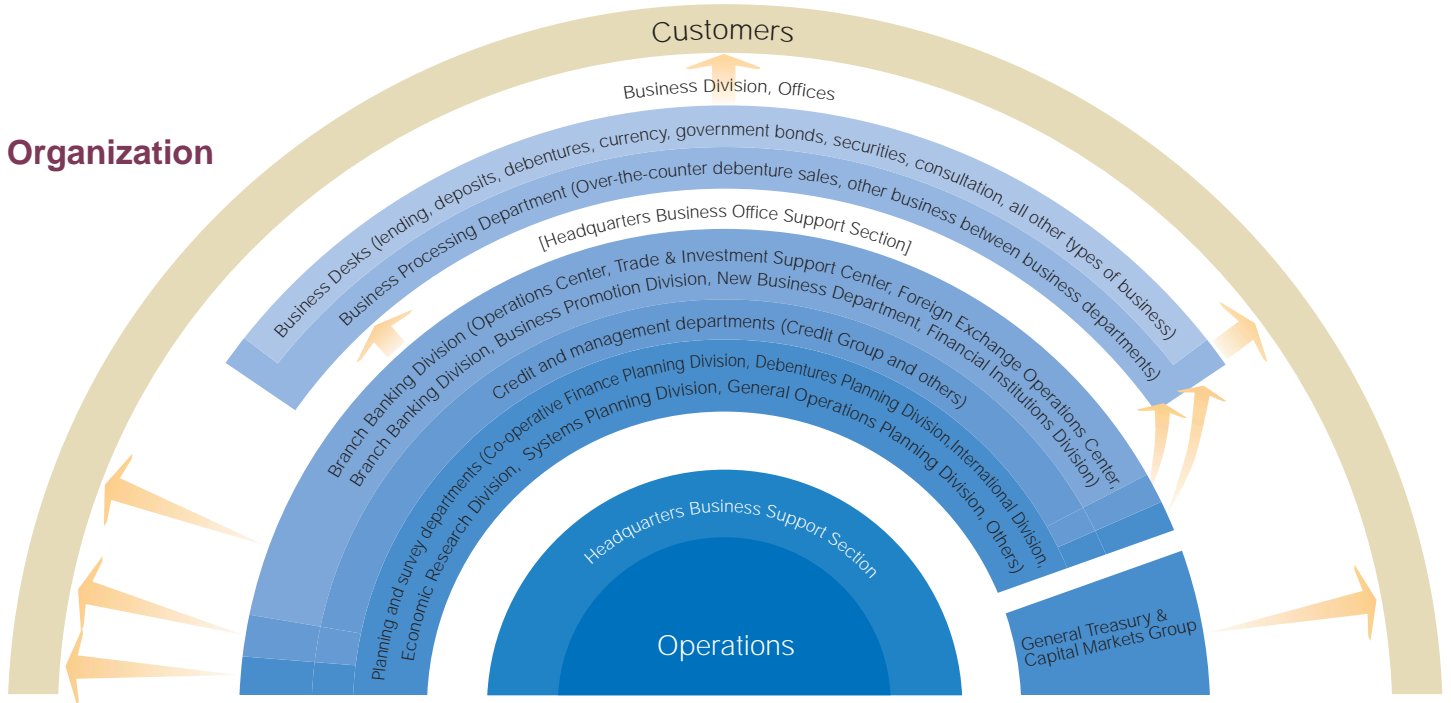 Customers
Business Division, Offices
Organization
Business Desks (lending, deposits, debentures, currency, government bonds, securities, consultation, all other types of business)
Business Processing Department (Over-the-counter debenture sales, other business between business departments)
[Headquarters Business Office Support Section]
Branch Banking Division (Operations Center, Trade & Investment Support Center, Foreign Exchange Operations Center,
Branch Banking Division, Business Promotion Division, New Business Department, Financial Institutions Division)
Credit and management departments (Credit Group and others)
Planning and survey departments (Co-operative Finance Planning Division, Debentures Planning Division,International Division,
Economic Research Division, Systems Planning Division, General Operations Planning Division, Others)
Headquarters Business Support Section
Operations
General Treasury &
Capital Markets Group